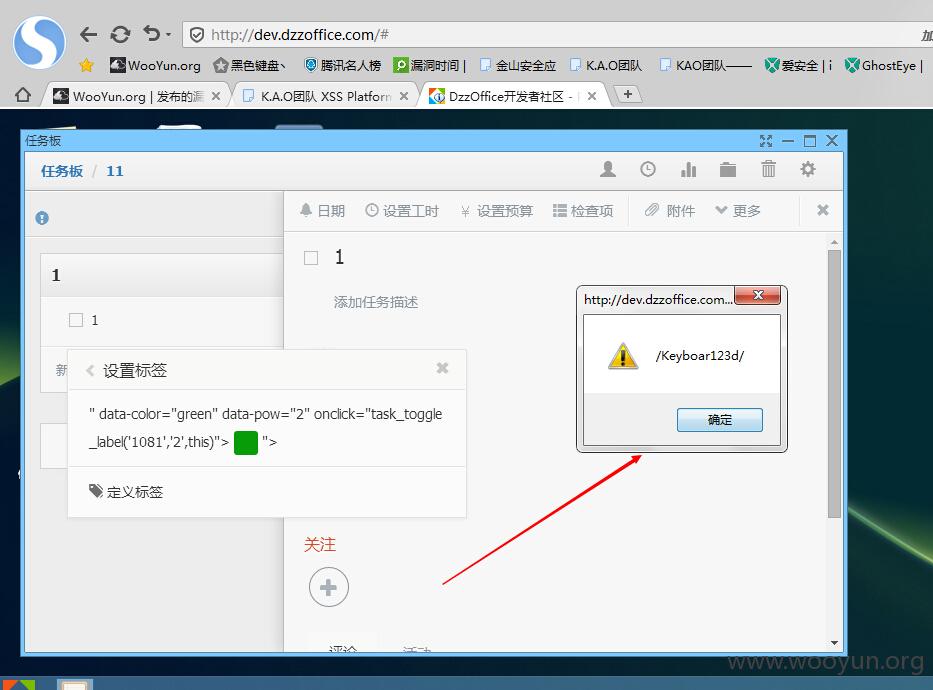 http://dev.dzzoffice.com/#
加
WooYun.org 黑色键盘丶 腾讯名人榜 漏洞时间 | 金山安全应 K.A.O团队 KAO团队—— 爱安全 | i GhostEye |
WooYun.org | 发布的漏 K.A.O团队 XSS Platform DzzOffice开发者社区 -
任务板
任务板 / 11
日期 设置工时 ¥ 设置预算 检查项 附件 更多
1
1
添加任务描述
1
新
http://dev.dzzoffice.com...
/Keyboar123d/
确定
设置标签
" data-color="green" data-pow="2" onclick="task_toggle
_label('1081','2',this)"> ">
定义标签
关注
评论 活动
www.wooyun.org